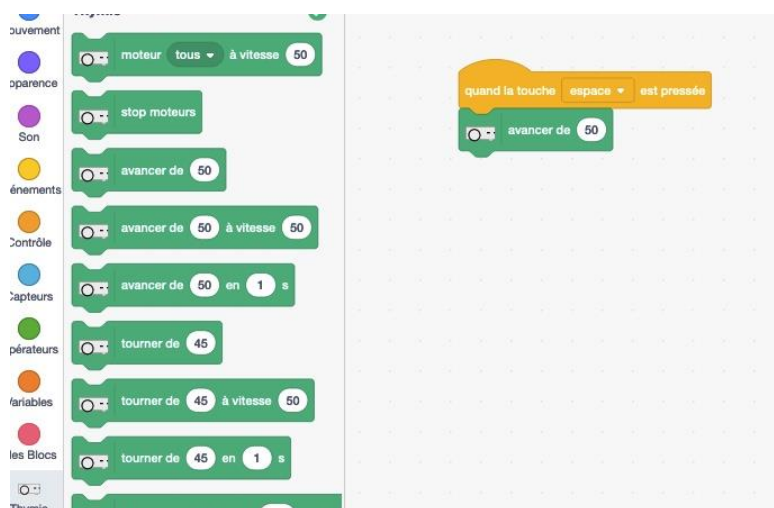 Thymio
ouvement
moteur tous à vitesse 50
pparence
stop moteurs
Son
avancer de 50
énements
avancer de 50 à vitesse 50
Contrôle
avancer de 50 en 1 s
Capteurs
tourner de 45
pérateurs
tourner de 45 à vitesse 50
Variables
tourner de 45 en 1 s
les Blocs
Thymio
quand la touche espace est pressée
avancer de 50